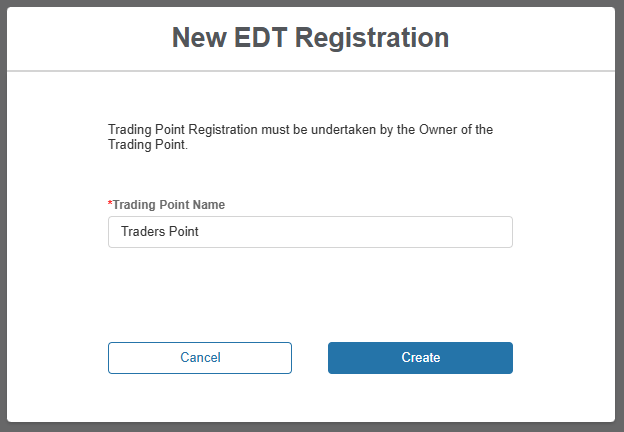 New EDT Registration
Trading Point Registration must be undertaken by the Owner of the
Trading Point.
*Trading Point Name
Traders Point
Cancel
Create